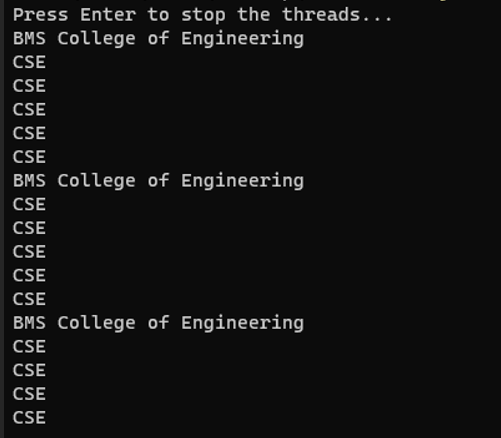 Press Enter to stop the threads...
BMS College of Engineering
CSE
CSE
CSE
CSE
CSE
BMS College of Engineering
CSE
CSE
CSE
CSE
CSE
BMS College of Engineering
CSE
CSE
CSE
CSE